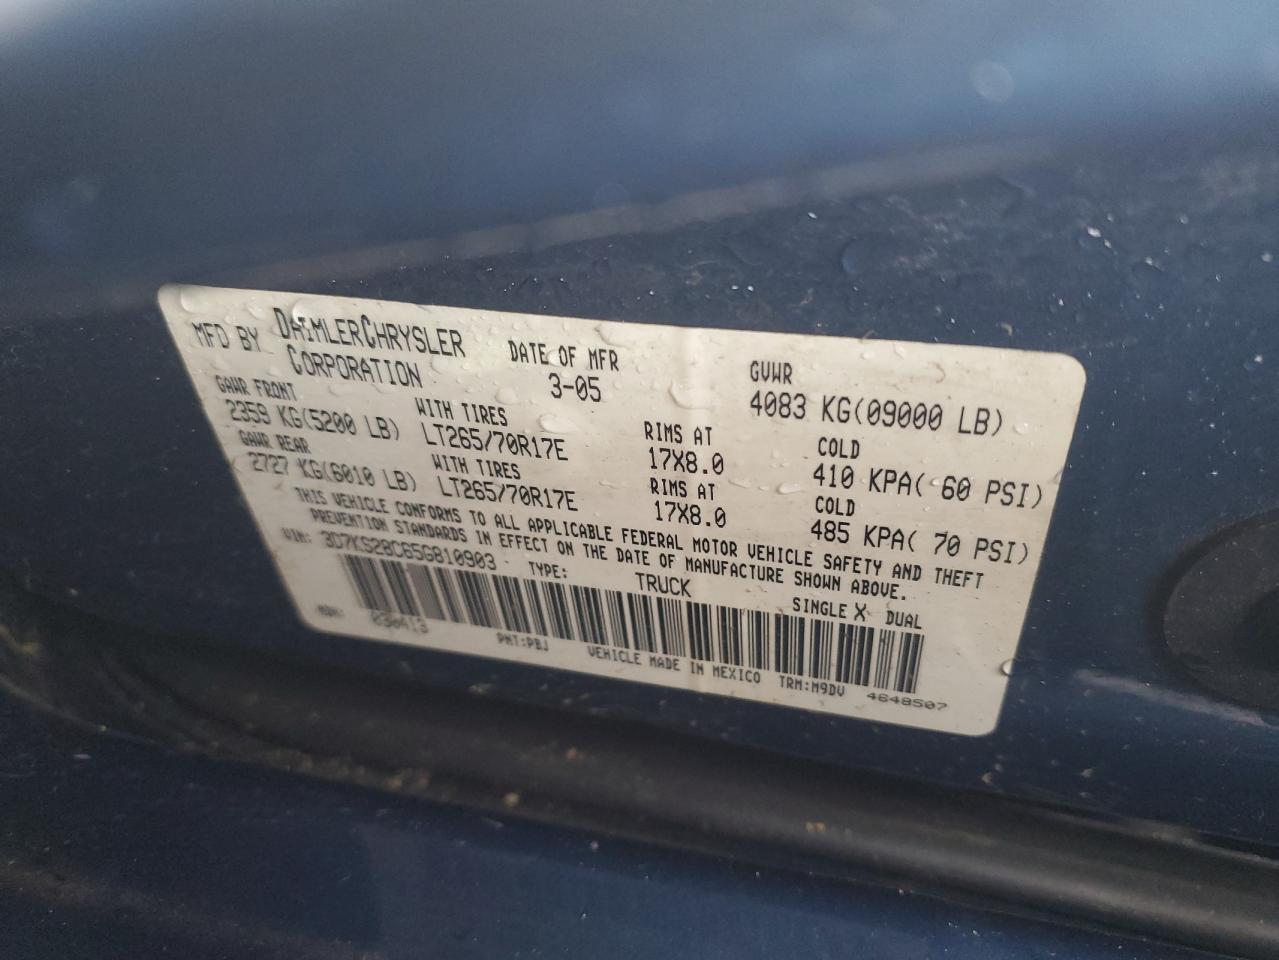 MFD BY DAIMLERCHRYSLER CORPORATION
DATE OF MFR 3-05
GVWR 4083 KG(09000 LB)
GAWR FRONT WITH TIRES RIMS AT COLD
2359 KG(5200 LB) LT265/70R17E 17X8.0 410 KPA( 60 PSI)
GAWR REAR WITH TIRES RIMS AT COLD
2727 KG(6010 LB) LT265/70R17E 17X8.0 485 KPA( 70 PSI)
THIS VEHICLE CONFORMS TO ALL APPLICABLE FEDERAL MOTOR VEHICLE SAFETY AND THEFT
PREVENTION STANDARDS IN EFFECT ON THE DATE OF MANUFACTURE SHOWN ABOVE.
VIN: 3D7KS28C65G810903 TYPE: TRUCK SINGLE X DUAL
MDH: 030413 PNT:PBJ VEHICLE MADE IN MEXICO TRM:M9DV 4648507